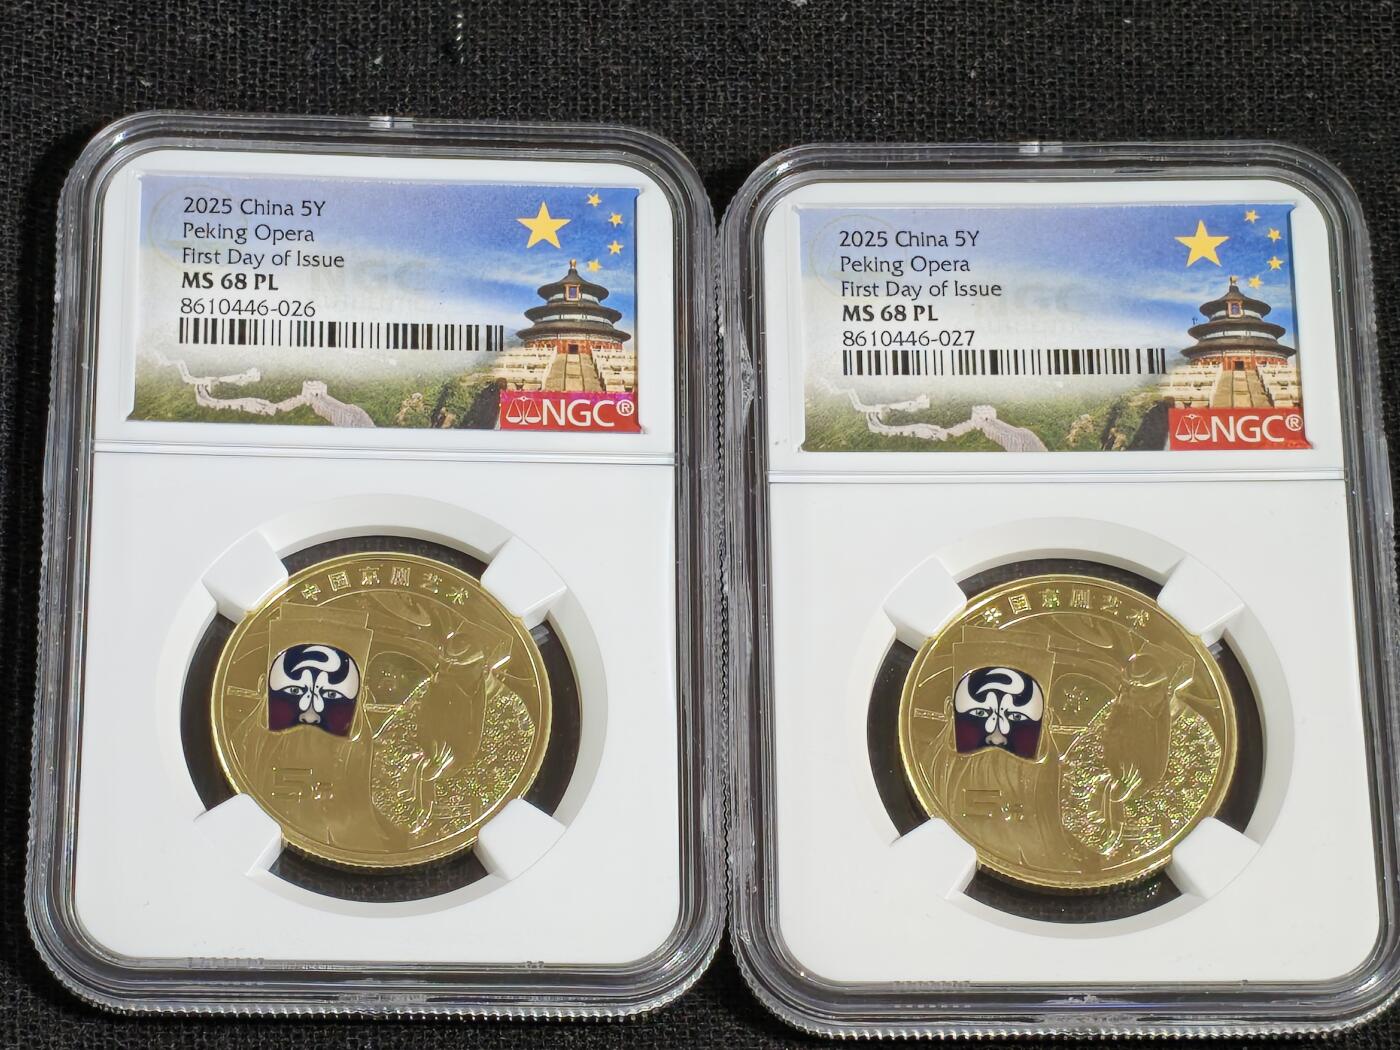 2025 China 5Y
Peking Opera
First Day of Issue
MS 68 PL
8610446-026
NGC®
中国京剧艺术
5元
2025 China 5Y
Peking Opera
First Day of Issue
MS 68 PL
8610446-027
NGC®
中国京剧艺术
5元